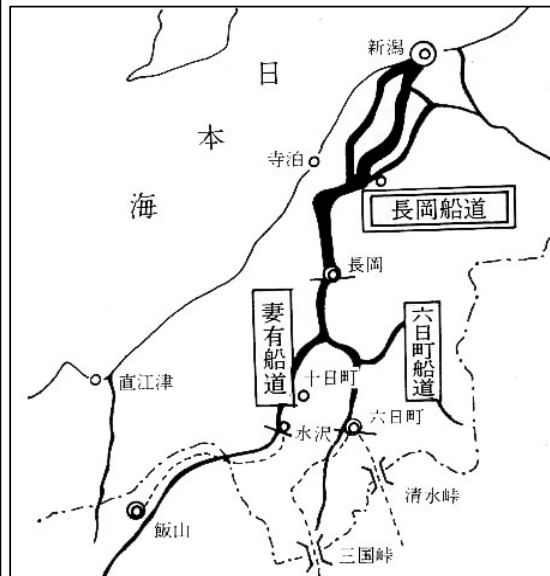 新潟
日本海
寺泊
長岡船道
長岡
妻有船道
六日町船道
直江津
十日町
水沢
六日町
清水峠
飯山
三国峠